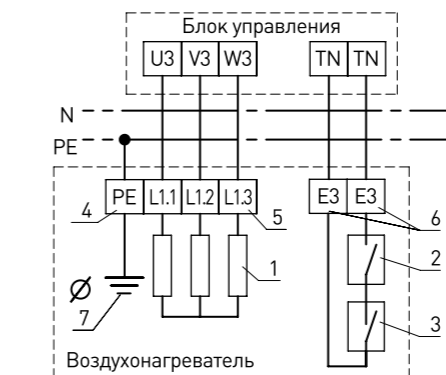 Блок управления
U3 V3 W3 TN TN
N
PE
PE L1.1 L1.2 L1.3 E3 E3
4 5 6
1 2
7 3
Воздухонагреватель